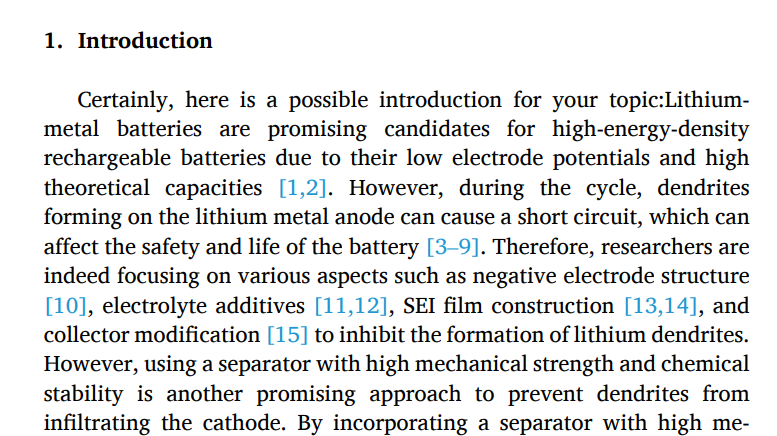 1. Introduction
Certainly, here is a possible introduction for your topic:Lithium-
metal batteries are promising candidates for high-energy-density
rechargeable batteries due to their low electrode potentials and high
theoretical capacities [1,2]. However, during the cycle, dendrites
forming on the lithium metal anode can cause a short circuit, which can
affect the safety and life of the battery [3–9]. Therefore, researchers are
indeed focusing on various aspects such as negative electrode structure
[10], electrolyte additives [11,12], SEI film construction [13,14], and
collector modification [15] to inhibit the formation of lithium dendrites.
However, using a separator with high mechanical strength and chemical
stability is another promising approach to prevent dendrites from
infiltrating the cathode. By incorporating a separator with high me-